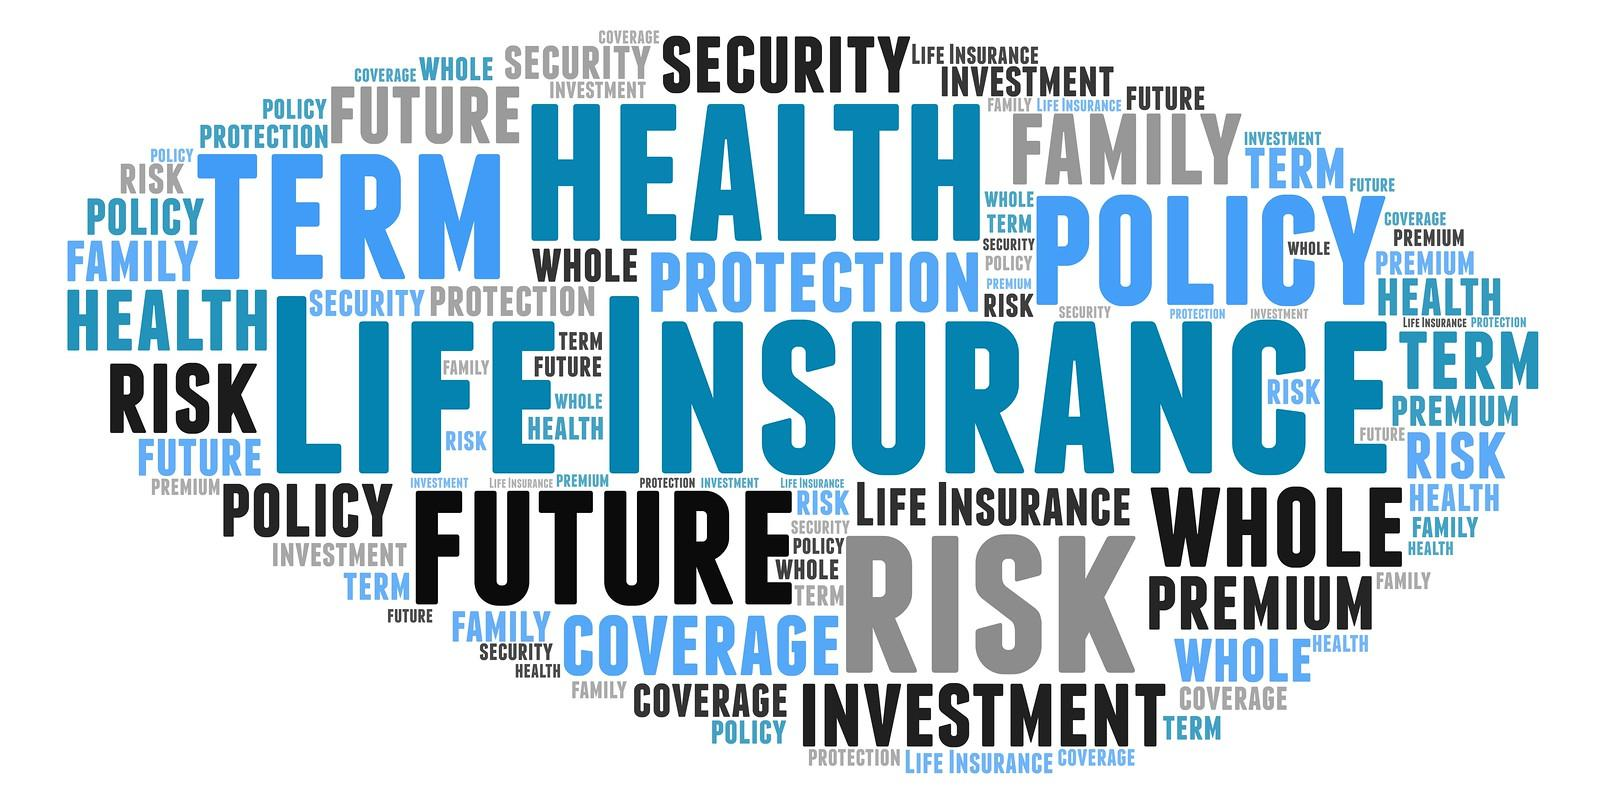 COVERAGE
SECURITY
SECURITY
LIFE INSURANCE
COVERAGE
WHOLE
INVESTMENT
INVESTMENT
POLICY
FUTURE
FAMILY
LIFE INSURANCE
FUTURE
PROTECTION
HEALTH
FAMILY
INVESTMENT
POLICY
RISK
TERM
TERM
FUTURE
POLICY
WHOLE
POLICY
COVERAGE
TERM
PREMIUM
FAMILY
WHOLE
PROTECTION
SECURITY
WHOLE
POLICY
PREMIUM
PREMIUM
HEALTH
SECURITY
PROTECTION
RISK
SECURITY
PROTECTION
INVESTMENT
HEALTH
LIFE INSURANCE
PROTECTION
LIFE INSURANCE
TERM
TERM
FAMILY
FUTURE
RISK
RISK
WHOLE
PREMIUM
HEALTH
FUTURE
RISK
FUTURE
RISK
PREMIUM
INVESTMENT
LIFE INSURANCE
PREMIUM
PROTECTION
INVESTMENT
LIFE INSURANCE
POLICY
FUTURE
RISK
LIFE INSURANCE
WHOLE
HEALTH
SECURITY
FAMILY
INVESTMENT
POLICY
RISK
HEALTH
WHOLE
TERM
TERM
PREMIUM
FAMILY
FUTURE
FAMILY
COVERAGE
WHOLE
HEALTH
SECURITY
HEALTH
FAMILY
COVERAGE
INVESTMENT
COVERAGE
POLICY
TERM
PROTECTION
LIFE INSURANCE
COVERAGE